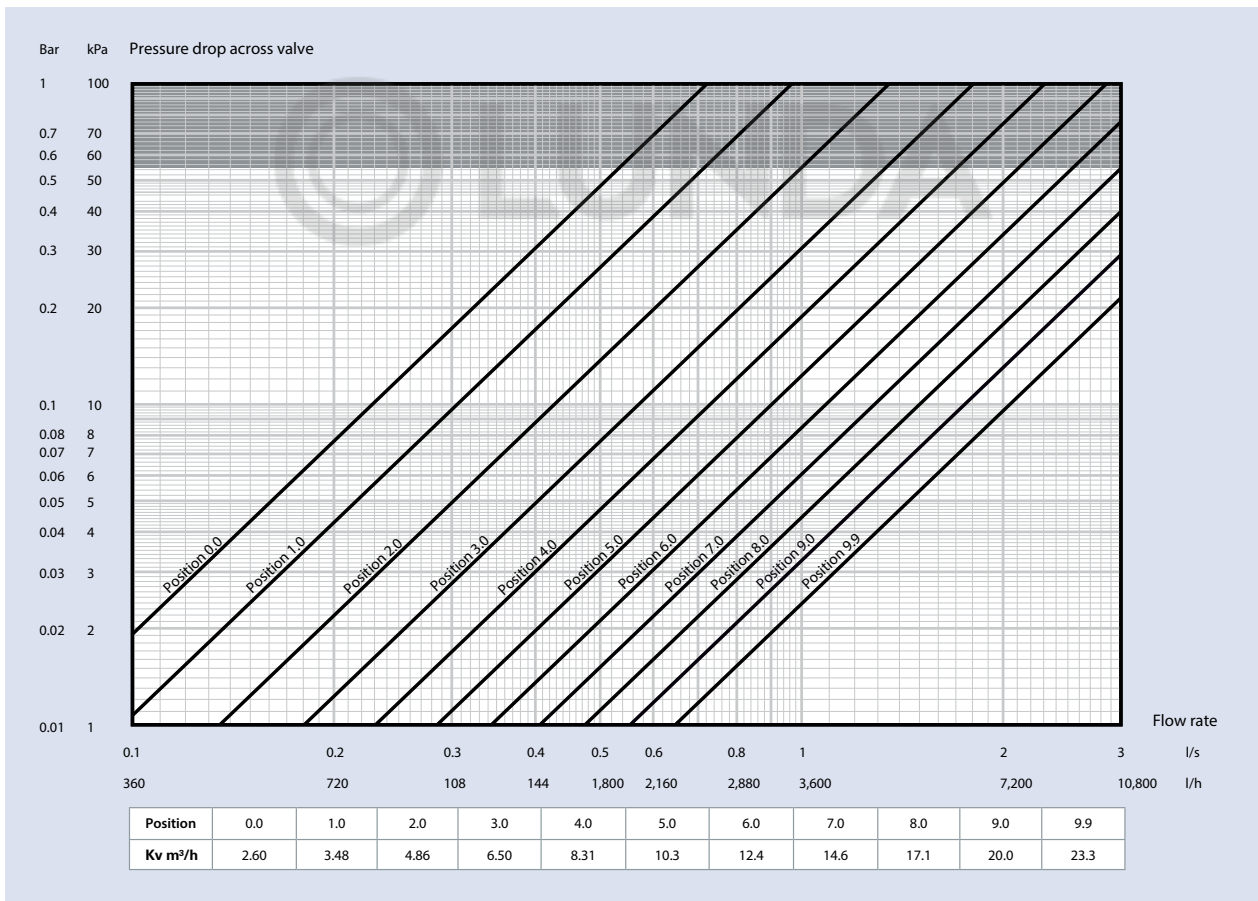 Bar kPa Pressure drop across valve
1 100
0.7 70
0.6 60
0.5 50
0.4 40
0.3 30
0.2 20
0.1 10
0.08 8
0.07 7
0.06 6
0.05 5
0.04 4
0.03 3
0.02 2
0.01 1
LUNDA
Position 0.0
Position 1.0
Position 2.0
Position 3.0
Position 4.0
Position 5.0
Position 6.0
Position 7.0
Position 8.0
Position 9.0
Position 9.9
Flow rate
0.1 0.2 0.3 0.4 0.5 0.6 0.8 1 2 3 l/s
360 720 108 144 1,800 2,160 2,880 3,600 7,200 10,800 l/h
Position 0.0 1.0 2.0 3.0 4.0 5.0 6.0 7.0 8.0 9.0 9.9
Kv m³/h 2.60 3.48 4.86 6.50 8.31 10.3 12.4 14.6 17.1 20.0 23.3